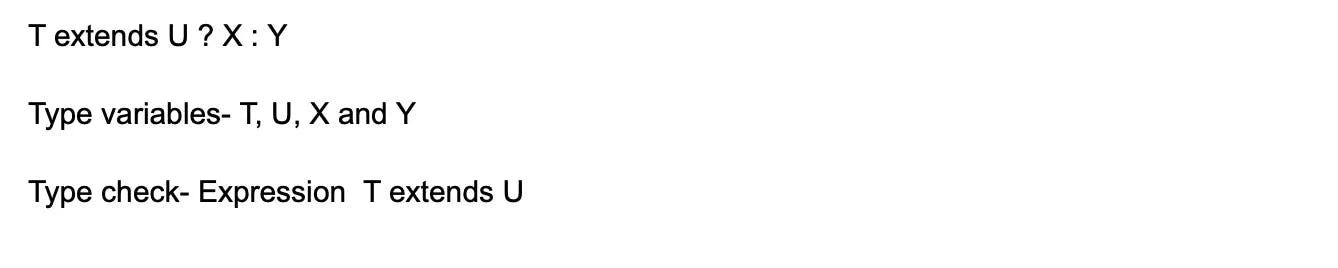 T extends U ? X : Y
Type variables- T, U, X and Y
Type check- Expression  T extends U